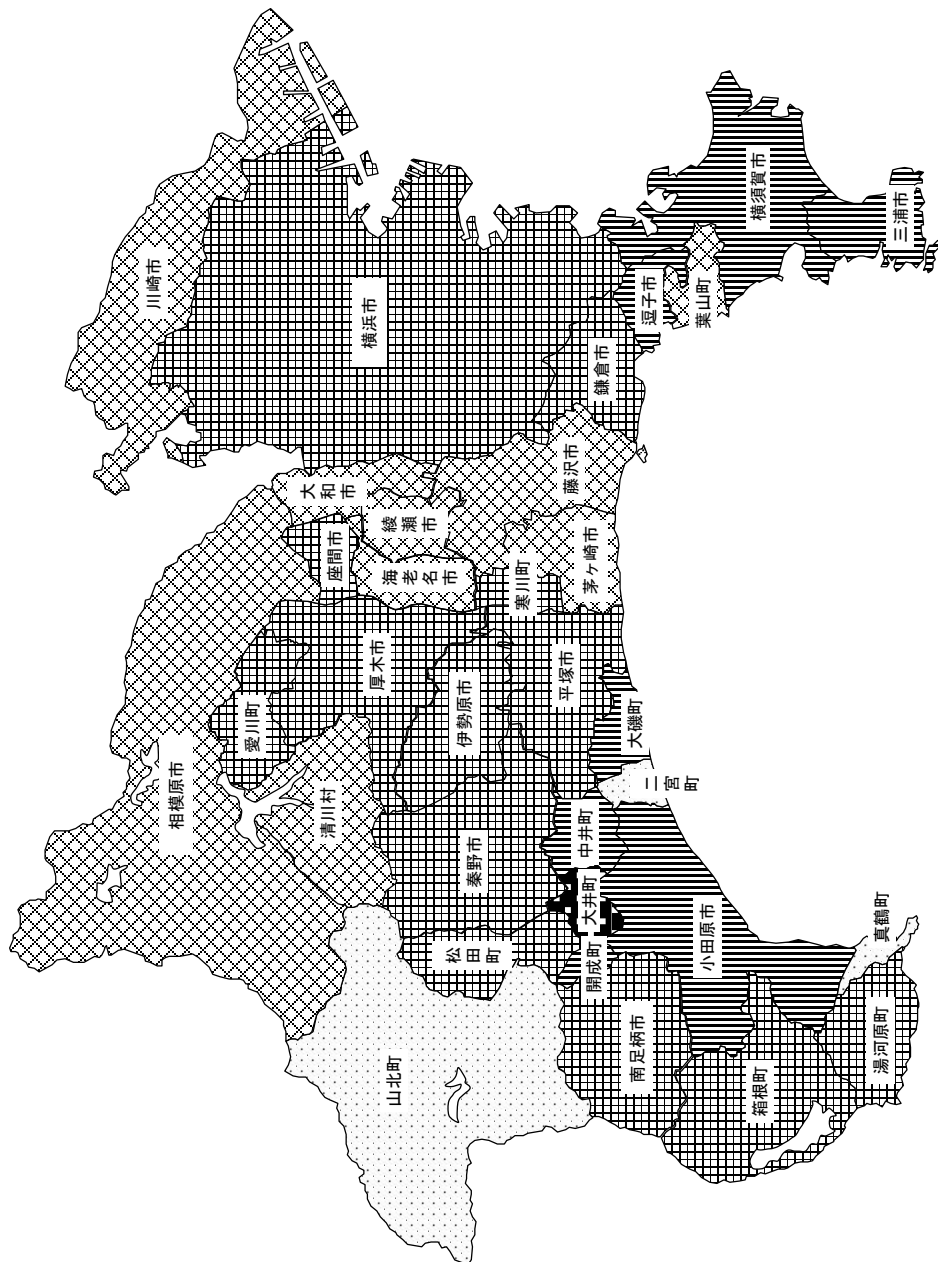 川崎市
横浜市
横須賀市
三浦市
逗子市
葉山町
鎌倉市
藤沢市
大和市
綾瀬市
座間市
海老名市
寒川町
茅ヶ崎市
相模原市
愛川町
厚木市
清川村
伊勢原市
平塚市
大磯町
二宮町
秦野市
中井町
大井町
松田町
開成町
小田原市
真鶴町
山北町
南足柄市
箱根町
湯河原町